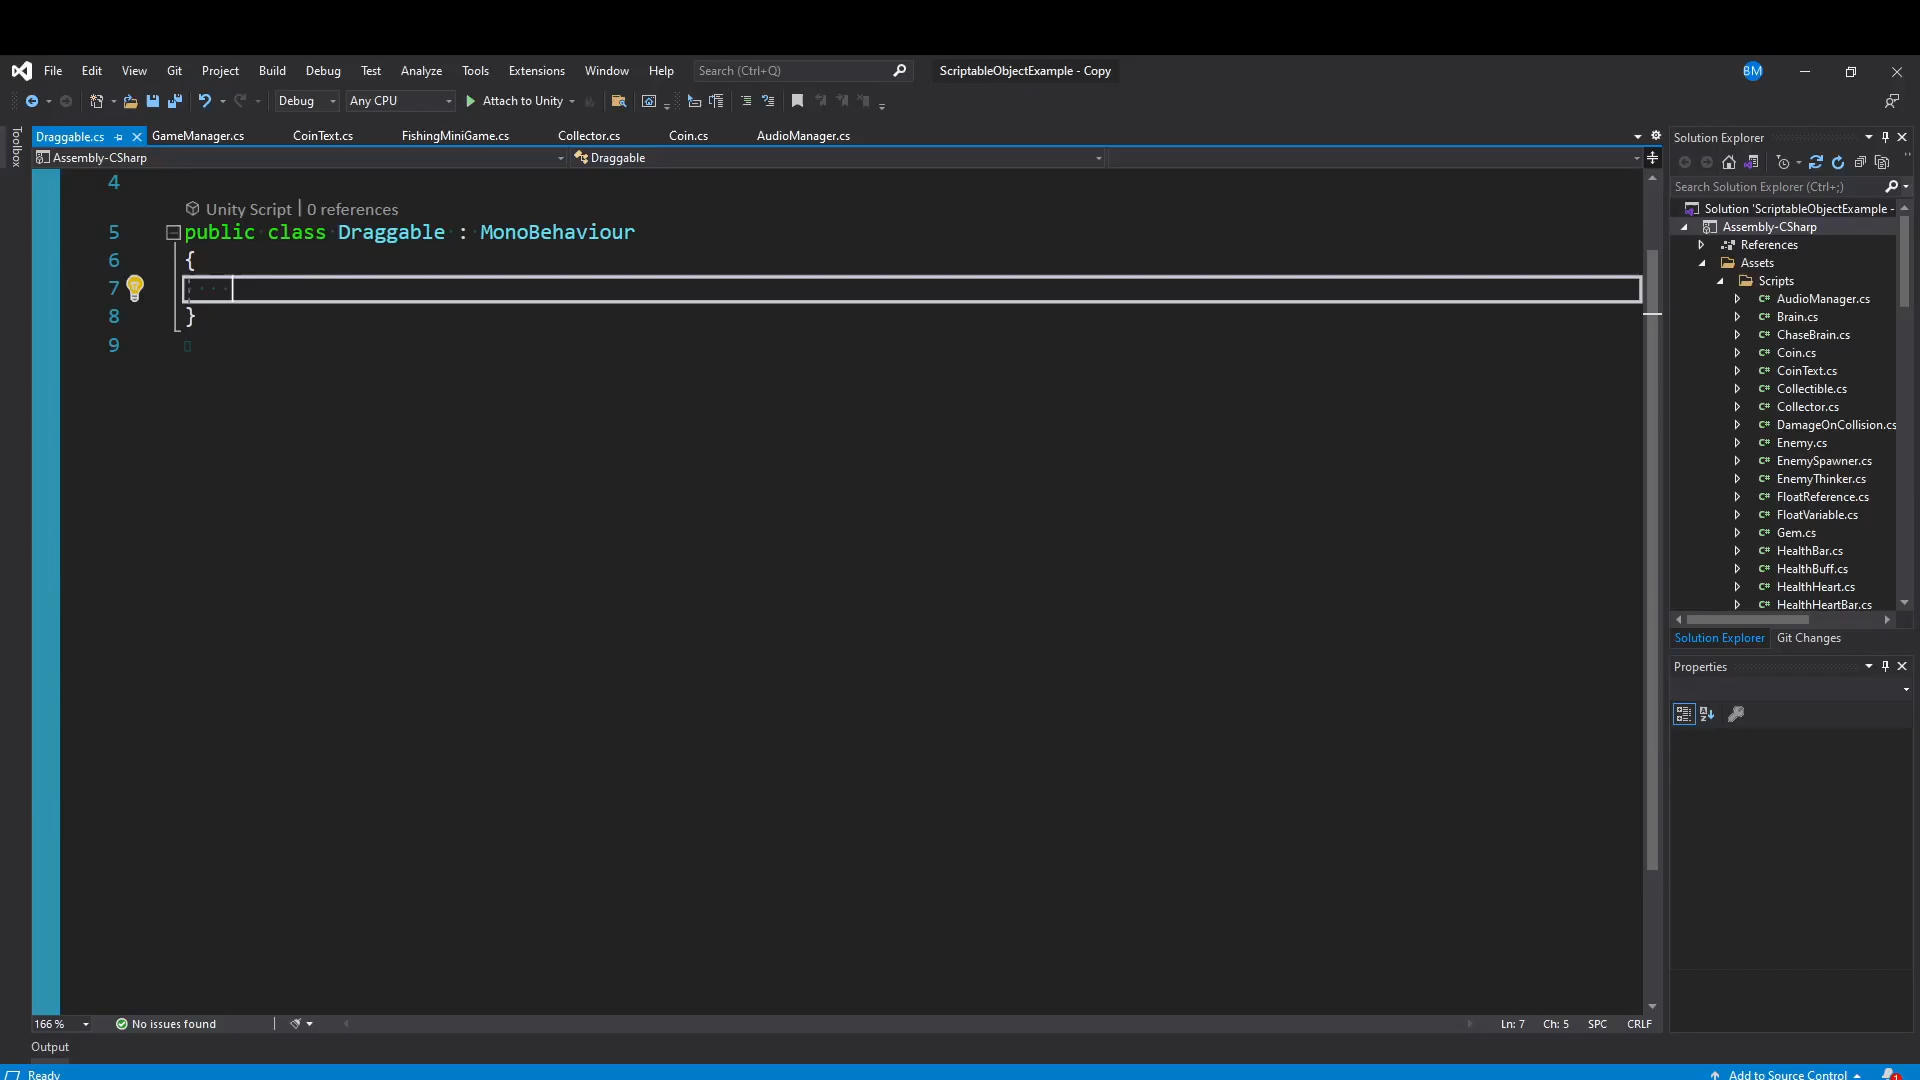 File Edit View Git Project Build Debug Test Analyze Tools Extensions Window Help Search (Ctrl+Q) ScriptableObjectExample - Copy BM
Debug Any CPU Attach to Unity
Toolbox
Draggable.cs GameManager.cs CoinText.cs FishingMiniGame.cs Collector.cs Coin.cs AudioManager.cs
Assembly-CSharp Draggable
4
Unity Script | 0 references
5 public class Draggable : MonoBehaviour
6 {
7
8 }
9
166 % No issues found Ln: 7 Ch: 5 SPC CRLF
Output
Ready Add to Source Control 1
Solution Explorer
Search Solution Explorer (Ctrl+;)
Solution 'ScriptableObjectExample -
Assembly-CSharp
References
Assets
Scripts
C# AudioManager.cs
C# Brain.cs
C# ChaseBrain.cs
C# Coin.cs
C# CoinText.cs
C# Collectible.cs
C# Collector.cs
C# DamageOnCollision.cs
C# Enemy.cs
C# EnemySpawner.cs
C# EnemyThinker.cs
C# FloatReference.cs
C# FloatVariable.cs
C# Gem.cs
C# HealthBar.cs
C# HealthBuff.cs
C# HealthHeart.cs
C# HealthHeartBar.cs
Solution Explorer Git Changes
Properties